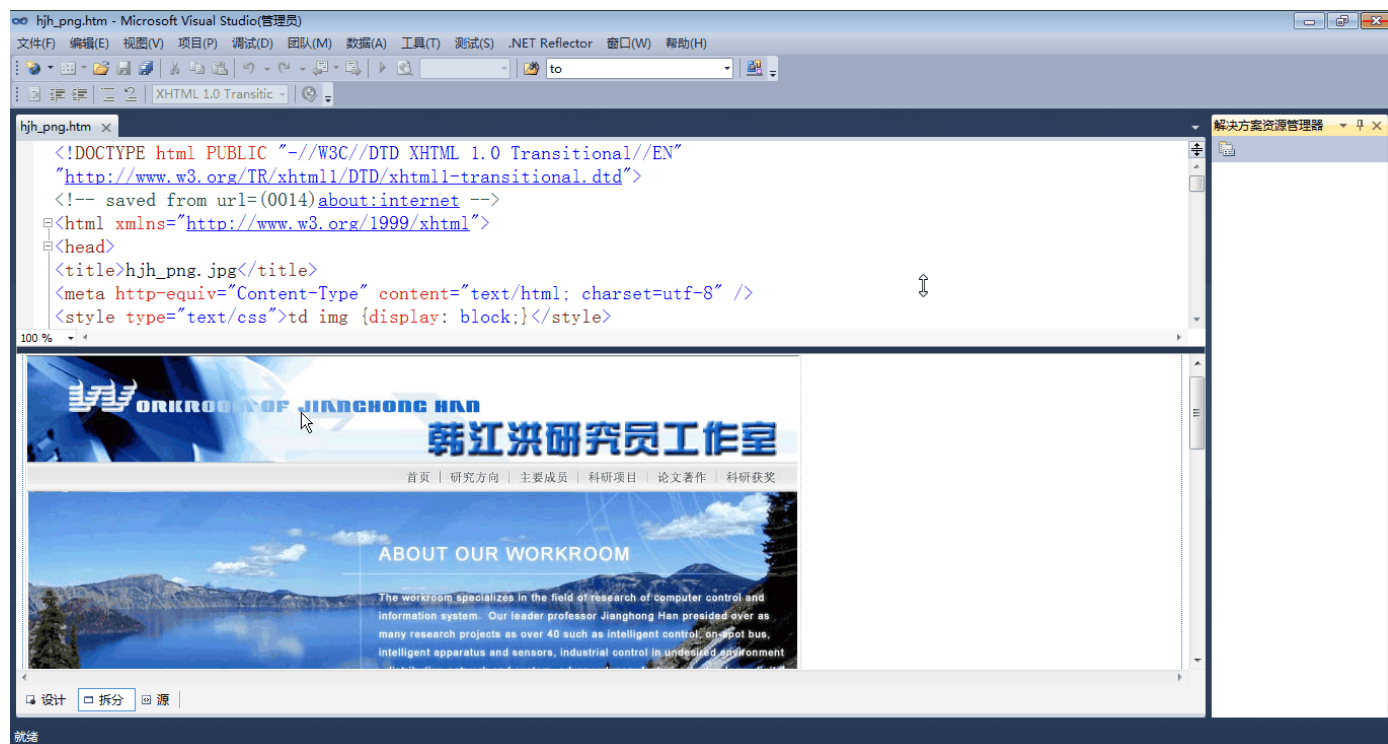 hjh_png.htm - Microsoft Visual Studio(管理员)
文件(F) 编辑(E) 视图(V) 项目(P) 调试(D) 团队(M) 数据(A) 工具(T) 测试(S) .NET Reflector 窗口(W) 帮助(H)
to
XHTML 1.0 Transitic
hjh_png.htm
解决方案资源管理器
<!DOCTYPE html PUBLIC "-//W3C//DTD XHTML 1.0 Transitional//EN"
"http://www.w3.org/TR/xhtml1/DTD/xhtml1-transitional.dtd">
<!-- saved from url=(0014)about:internet -->
<html xmlns="http://www.w3.org/1999/xhtml">
<head>
<title>hjh_png.jpg</title>
<meta http-equiv="Content-Type" content="text/html; charset=utf-8" />
<style type="text/css">td img {display: block;}</style>
100 %
WORKROOM OF JIANGHONG HAN
韩江洪研究员工作室
首页 | 研究方向 | 主要成员 | 科研项目 | 论文著作 | 科研获奖
ABOUT OUR WORKROOM
The workroom specializes in the field of research of computer control and
information system. Our leader professor Jianghong Han presided over as
many research projects as over 40 such as intelligent control, on-spot bus,
intelligent apparatus and sensors, industrial control in undesired environment
设计 拆分 源
就绪